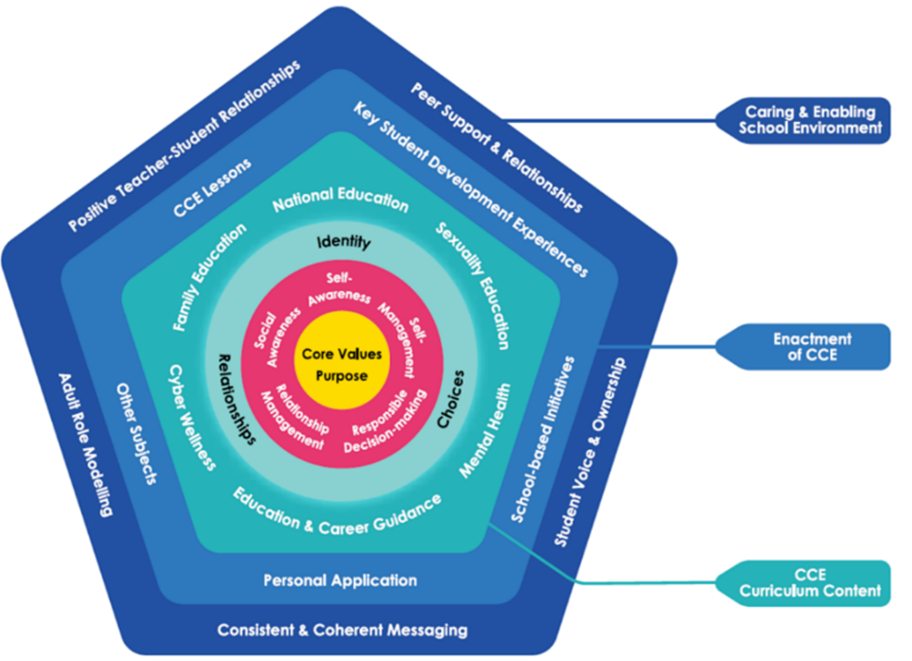 Positive Teacher-Student Relationships
Peer Support & Relationships
Caring & Enabling
School Environment
CCE Lessons
Key Student Development Experiences
National Education
Family Education
Sexuality Education
Identity
Self-
Awareness
Social
Awareness
Self-
Management
Core Values
Purpose
Relationships
Choices
Relationship
Management
Responsible
Decision-making
Enactment
of CCE
Adult Role Modelling
Other Subjects
Cyber Wellness
Mental Health
School-based Initiatives
Student Voice & Ownership
Education & Career Guidance
CCE
Curriculum Content
Personal Application
Consistent & Coherent Messaging